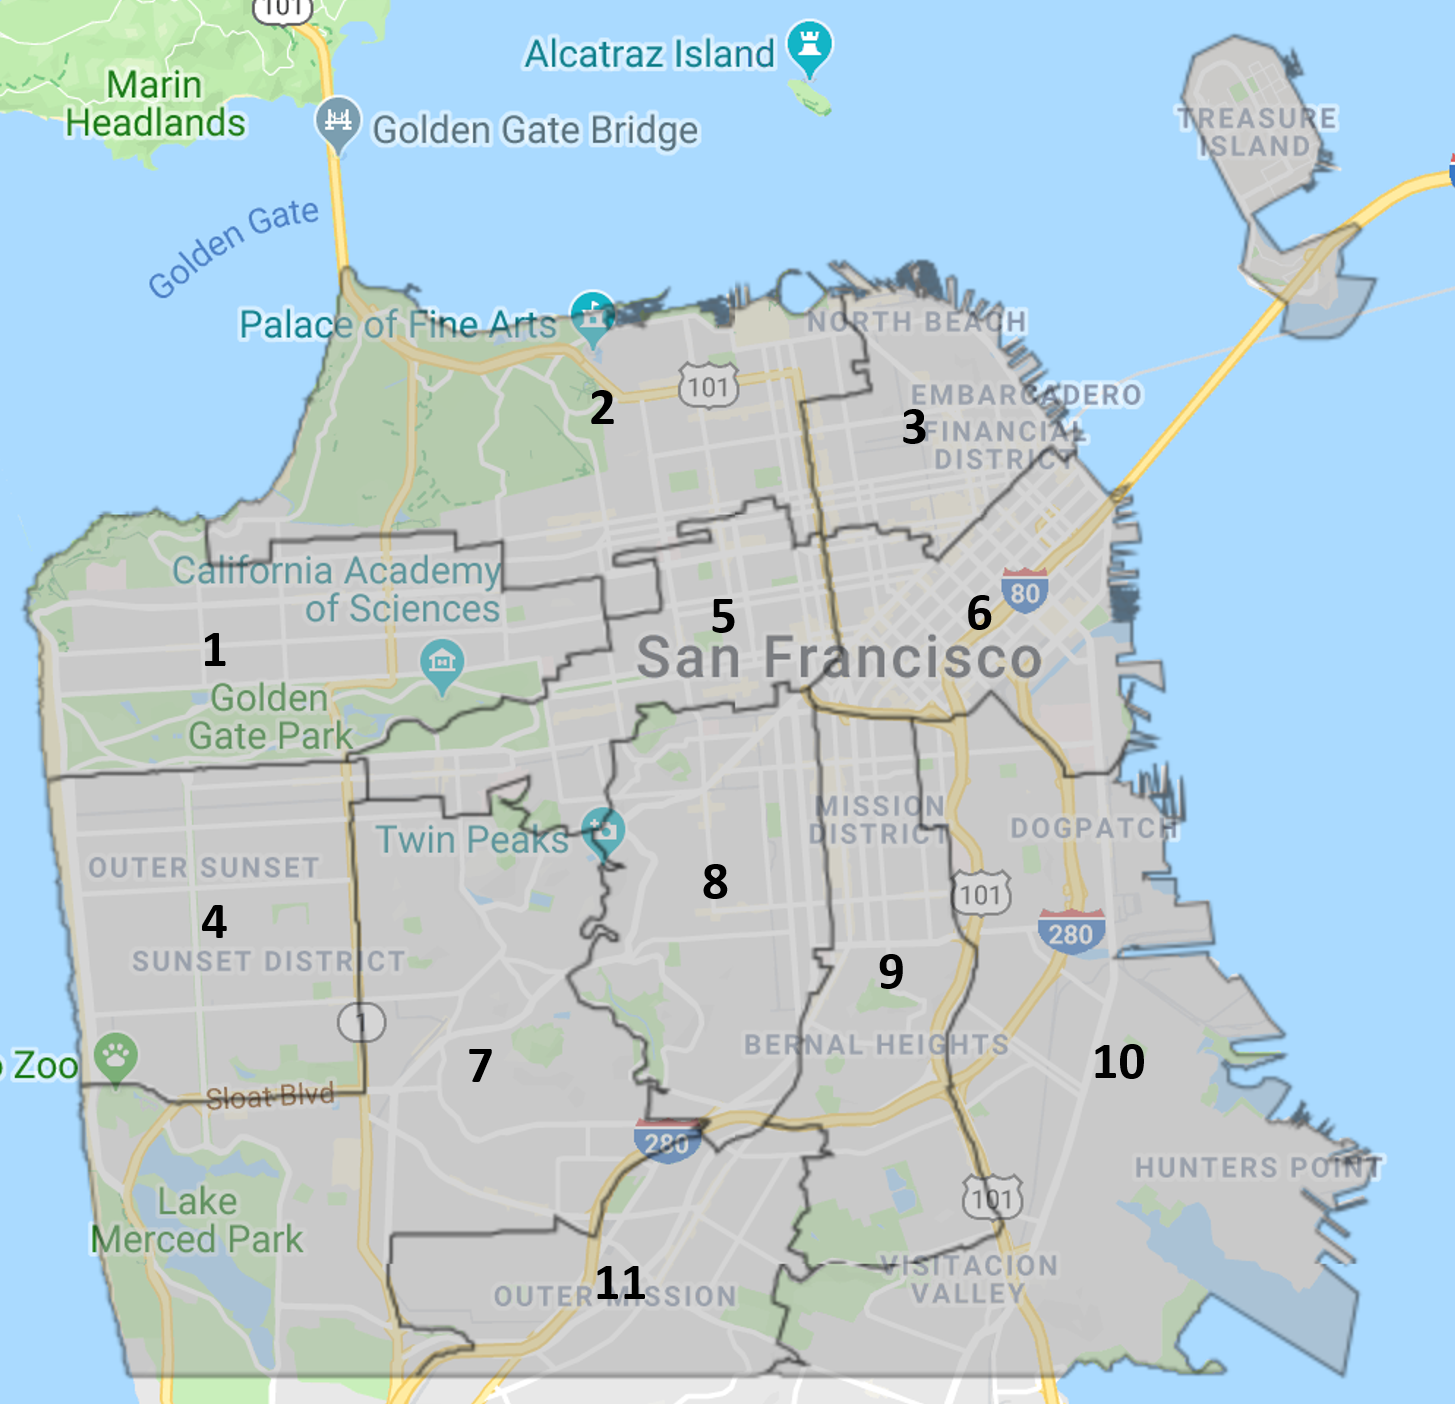 101
Alcatraz Island
Marin
Headlands
Golden Gate Bridge
TREASURE
ISLAND
Golden Gate
Palace of Fine Arts
NORTH BEACH
101
2
EMBARCADERO
3
FINANCIAL
DISTRICT
California Academy
of Sciences
80
5
6
1
San Francisco
Golden
Gate Park
MISSION
DISTRICT
DOGPATCH
Twin Peaks
OUTER SUNSET
8
101
4
280
SUNSET DISTRICT
9
1
BERNAL HEIGHTS
Zoo
7
10
Sloat Blvd
280
HUNTERS POINT
Lake
Merced Park
101
VISITACION
VALLEY
11
OUTER MISSION